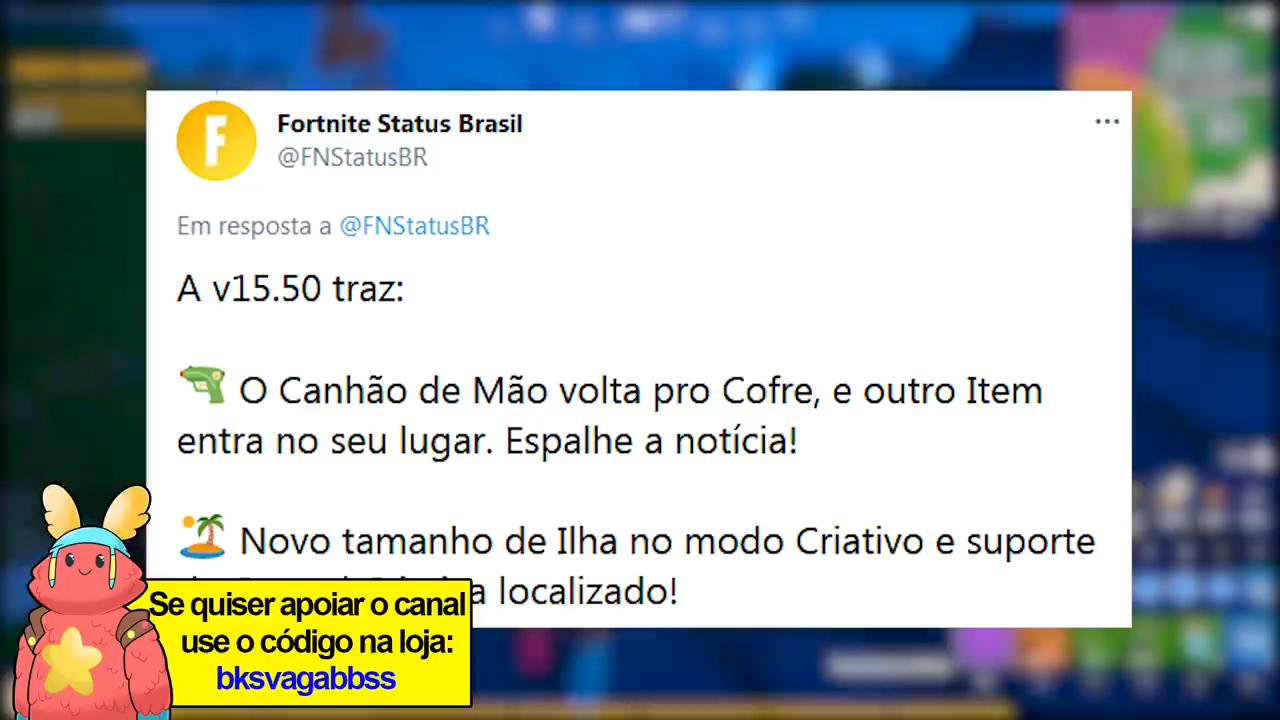 Fortnite Status Brasil
@FNStatusBR
Em resposta a @FNStatusBR
A v15.50 traz:
O Canhão de Mão volta pro Cofre, e outro Item
entra no seu lugar. Espalhe a notícia!
Novo tamanho de Ilha no modo Criativo e suporte
localizado!
Se quiser apoiar o canal
use o código na loja:
bksvagabbss